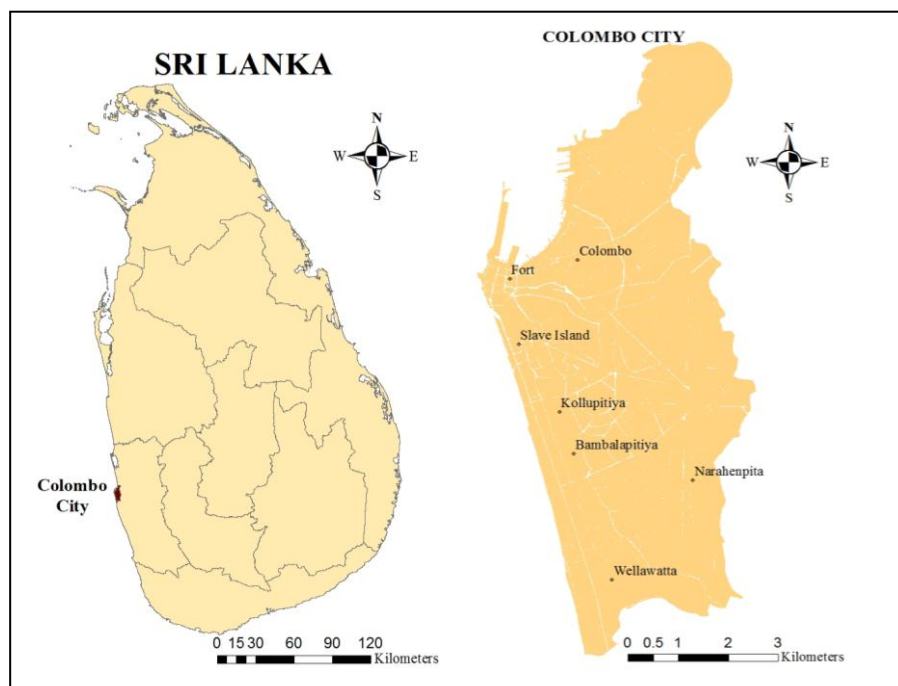 SRI LANKA
N
W E
S
Colombo
City
0 15 30 60 90 120
Kilometers
COLOMBO CITY
N
W E
S
Colombo
Fort
Slave Island
Kollupitiya
Bambalapitiya
Narahenpita
Wellawatta
0 0.5 1 2 3
Kilometers